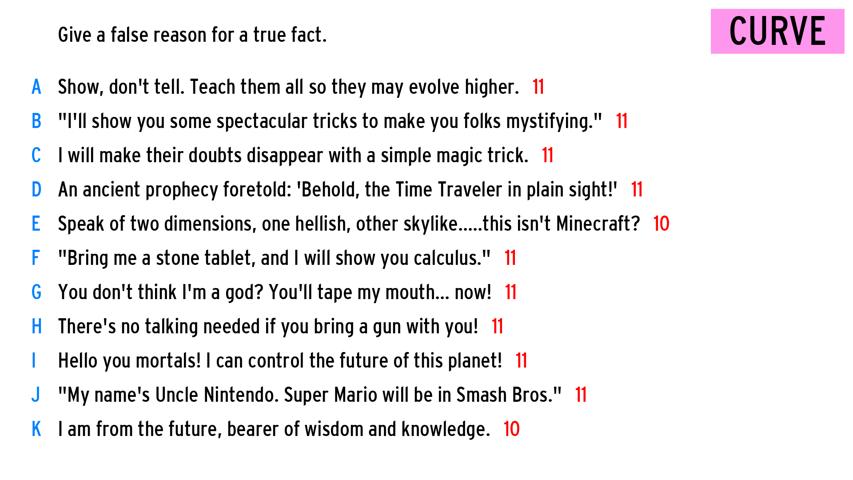 Give a false reason for a true fact.
CURVE
A Show, don't tell. Teach them all so they may evolve higher. 11
B "I'll show you some spectacular tricks to make you folks mystifying." 11
C I will make their doubts disappear with a simple magic trick. 11
D An ancient prophecy foretold: 'Behold, the Time Traveler in plain sight!' 11
E Speak of two dimensions, one hellish, other skylike.....this isn't Minecraft? 10
F "Bring me a stone tablet, and I will show you calculus." 11
G You don't think I'm a god? You'll tape my mouth... now! 11
H There's no talking needed if you bring a gun with you! 11
I Hello you mortals! I can control the future of this planet! 11
J "My name's Uncle Nintendo. Super Mario will be in Smash Bros." 11
K I am from the future, bearer of wisdom and knowledge. 10